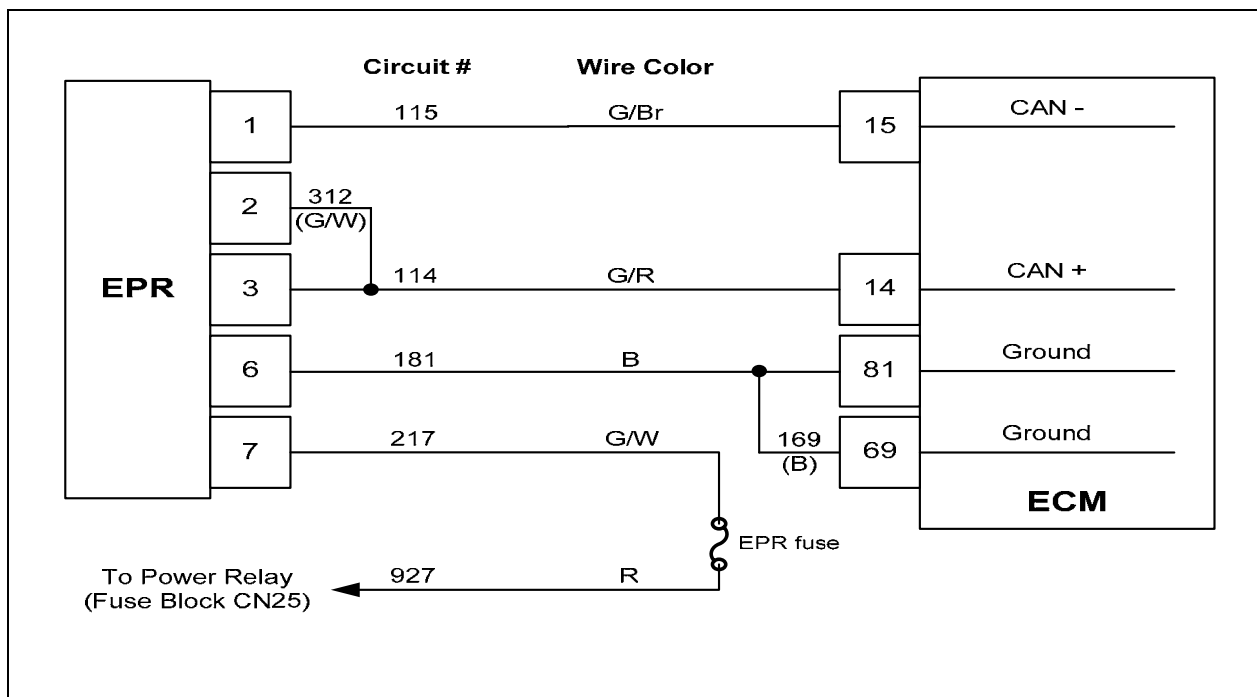 Circuit # Wire Color
1 115 G/Br 15 CAN -
2 312
(G/W)
EPR 3 114 G/R 14 CAN +
6 181 B 81 Ground
7 217 G/W 169
(B) 69 Ground
ECM
EPR fuse
To Power Relay 927 R
(Fuse Block CN25)